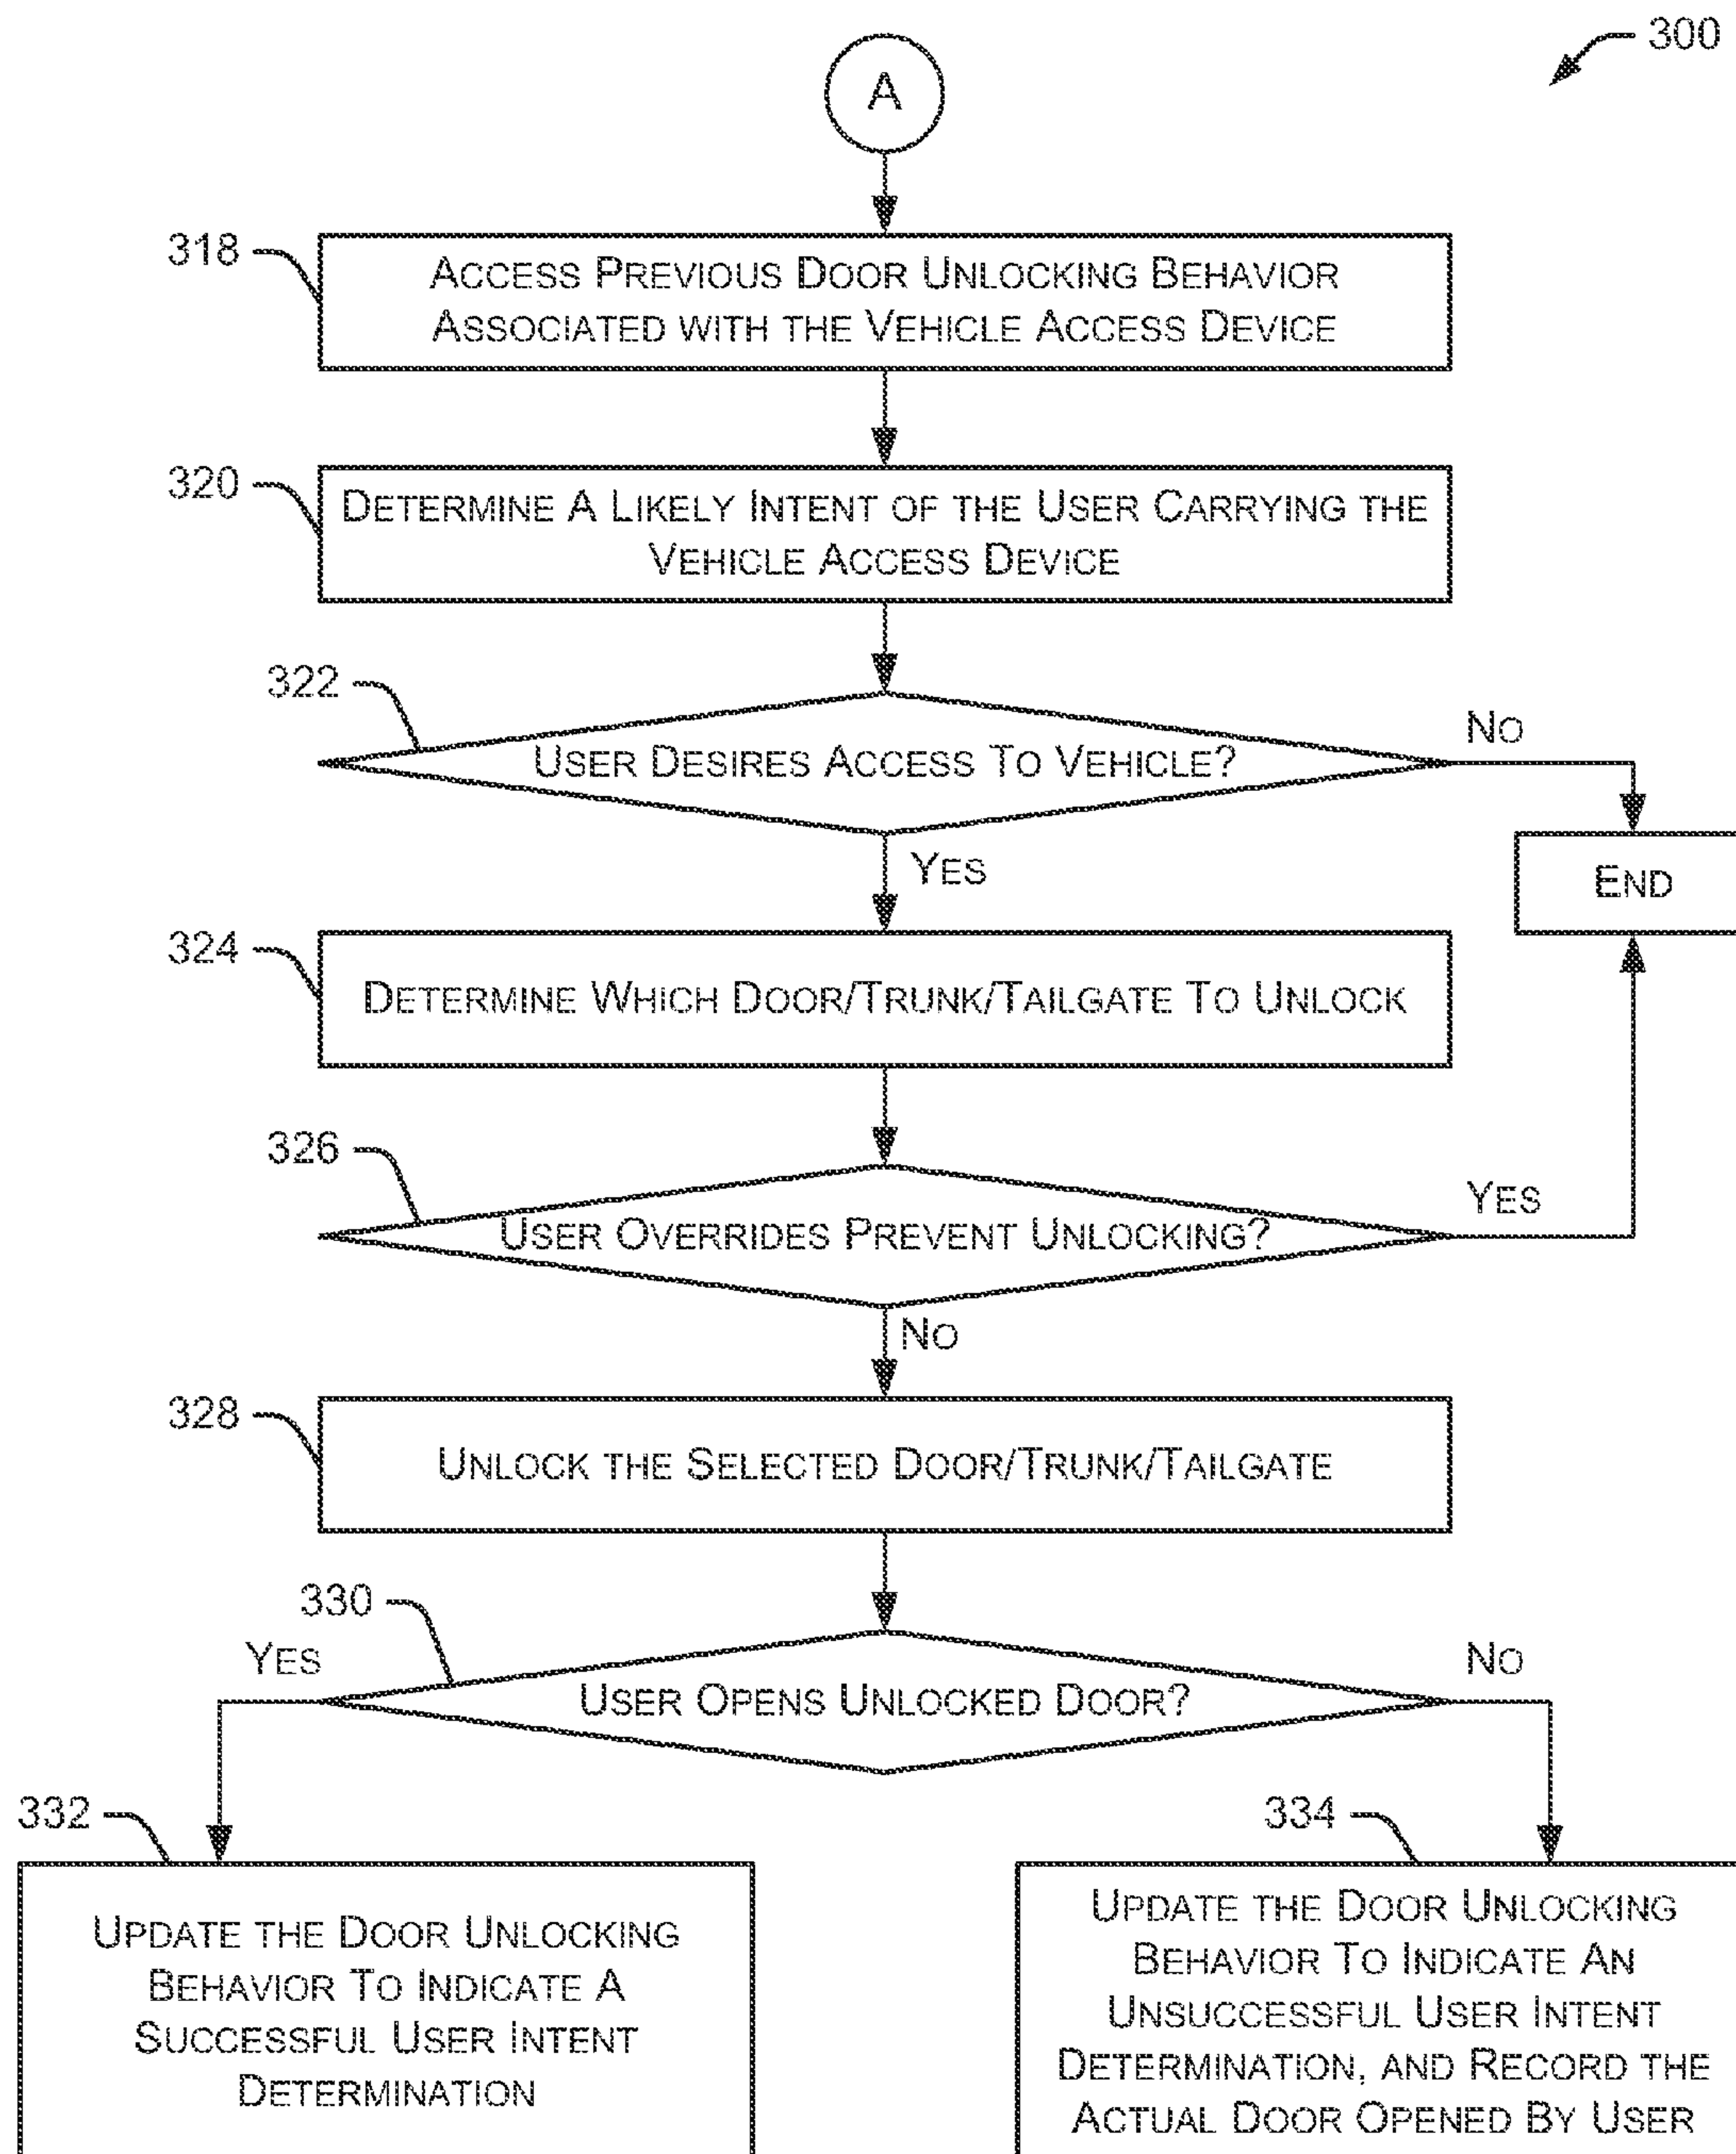 300
A
318
ACCESS PREVIOUS DOOR UNLOCKING BEHAVIOR
ASSOCIATED WITH THE VEHICLE ACCESS DEVICE
320
DETERMINE A LIKELY INTENT OF THE USER CARRYING THE
VEHICLE ACCESS DEVICE
322
USER DESIRES ACCESS TO VEHICLE?
NO
YES
END
324
DETERMINE WHICH DOOR/TRUNK/TAILGATE TO UNLOCK
326
USER OVERRIDES PREVENT UNLOCKING?
YES
NO
328
UNLOCK THE SELECTED DOOR/TRUNK/TAILGATE
330
YES
USER OPENS UNLOCKED DOOR?
NO
332
UPDATE THE DOOR UNLOCKING
BEHAVIOR TO INDICATE A
SUCCESSFUL USER INTENT
DETERMINATION
334
UPDATE THE DOOR UNLOCKING
BEHAVIOR TO INDICATE AN
UNSUCCESSFUL USER INTENT
DETERMINATION, AND RECORD THE
ACTUAL DOOR OPENED BY USER